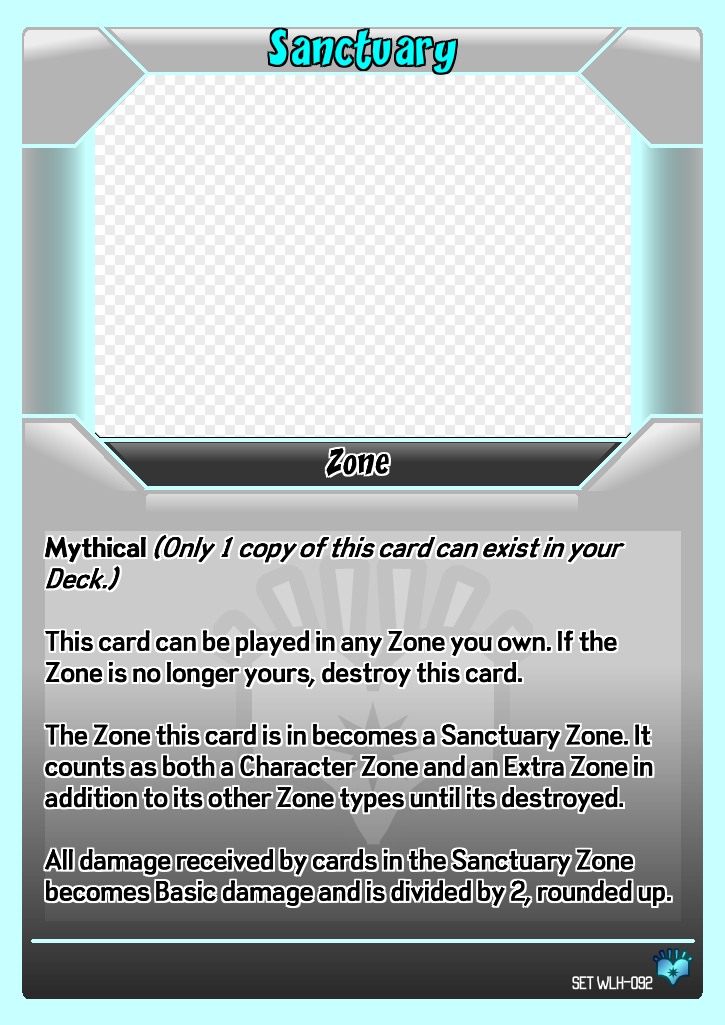 Sanctuary
Zone
Mythical (Only 1 copy of this card can exist in your
Deck.)
This card can be played in any Zone you own. If the
Zone is no longer yours, destroy this card.
The Zone this card is in becomes a Sanctuary Zone. It
counts as both a Character Zone and an Extra Zone in
addition to its other Zone types until its destroyed.
All damage received by cards in the Sanctuary Zone
becomes Basic damage and is divided by 2, rounded up.
SET WLH-092